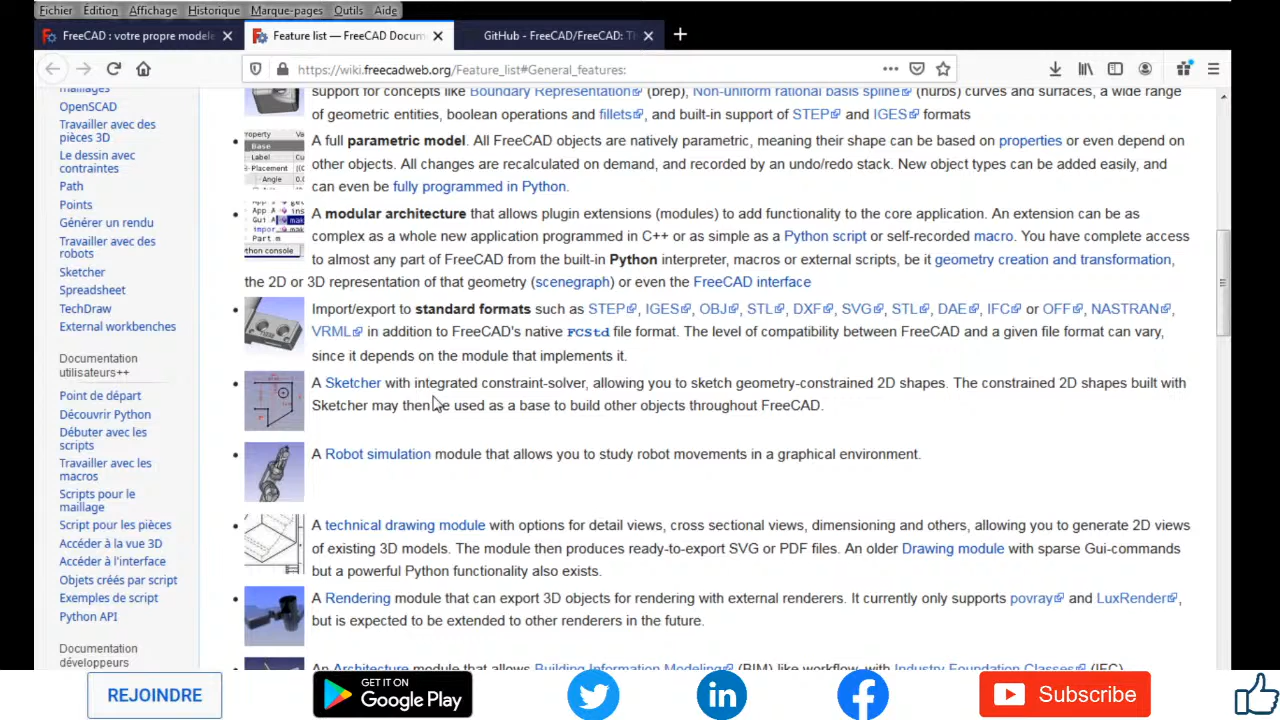 Fichier Édition Affichage Historique Marque-pages Outils Aide
FreeCAD : votre propre modele
Feature list — FreeCAD Docum
GitHub - FreeCAD/FreeCAD: Th
https://wiki.freecadweb.org/Feature_list#General_features:
maillages
OpenSCAD
Travailler avec des
pièces 3D
Le dessin avec
contraintes
Path
Points
Générer un rendu
Travailler avec des
robots
Sketcher
Spreadsheet
TechDraw
External workbenches
Documentation
utilisateurs++
Point de départ
Découvrir Python
Débuter avec les
scripts
Travailler avec les
macros
Scripts pour le
maillage
Script pour les pièces
Accéder à la vue 3D
Accéder à l'interface
Objets créés par script
Exemples de script
Python API
Documentation
développeurs
support for concepts like Boundary Representation (brep), Non-uniform rational basis spline (nurbs) curves and surfaces, a wide range
of geometric entities, boolean operations and fillets, and built-in support of STEP and IGES formats
A full parametric model. All FreeCAD objects are natively parametric, meaning their shape can be based on properties or even depend on
other objects. All changes are recalculated on demand, and recorded by an undo/redo stack. New object types can be added easily, and
can even be fully programmed in Python.
A modular architecture that allows plugin extensions (modules) to add functionality to the core application. An extension can be as
complex as a whole new application programmed in C++ or as simple as a Python script or self-recorded macro. You have complete access
to almost any part of FreeCAD from the built-in Python interpreter, macros or external scripts, be it geometry creation and transformation,
the 2D or 3D representation of that geometry (scenegraph) or even the FreeCAD interface
Import/export to standard formats such as STEP, IGES, OBJ, STL, DXF, SVG, STL, DAE, IFC or OFF, NASTRAN,
VRML in addition to FreeCAD's native FCStd file format. The level of compatibility between FreeCAD and a given file format can vary,
since it depends on the module that implements it.
A Sketcher with integrated constraint-solver, allowing you to sketch geometry-constrained 2D shapes. The constrained 2D shapes built with
Sketcher may then be used as a base to build other objects throughout FreeCAD.
A Robot simulation module that allows you to study robot movements in a graphical environment.
A technical drawing module with options for detail views, cross sectional views, dimensioning and others, allowing you to generate 2D views
of existing 3D models. The module then produces ready-to-export SVG or PDF files. An older Drawing module with sparse Gui-commands
but a powerful Python functionality also exists.
A Rendering module that can export 3D objects for rendering with external renderers. It currently only supports povray and LuxRender,
but is expected to be extended to other renderers in the future.
An Architecture module that allows Building Information Modeling (BIM) like workflow, with Industry Foundation Classes (IFC)
REJOINDRE
GET IT ON
Google Play
in
Subscribe